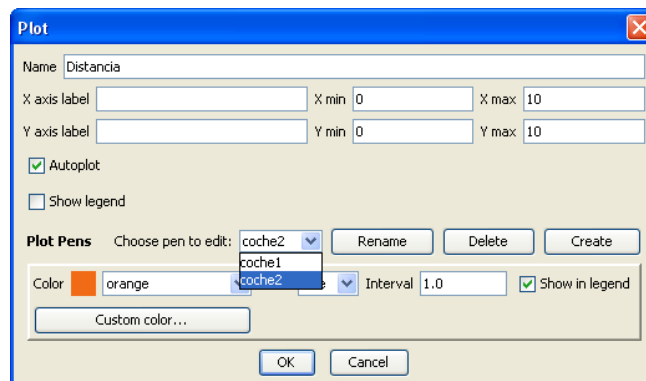 Plot
Name Distancia
X axis label X min 0 X max 10
Y axis label Y min 0 Y max 10
Autoplot
Show legend
Plot Pens Choose pen to edit: coche2 Rename Delete Create
coche1
coche2
Color orange Interval 1.0 Show in legend
Custom color...
OK Cancel